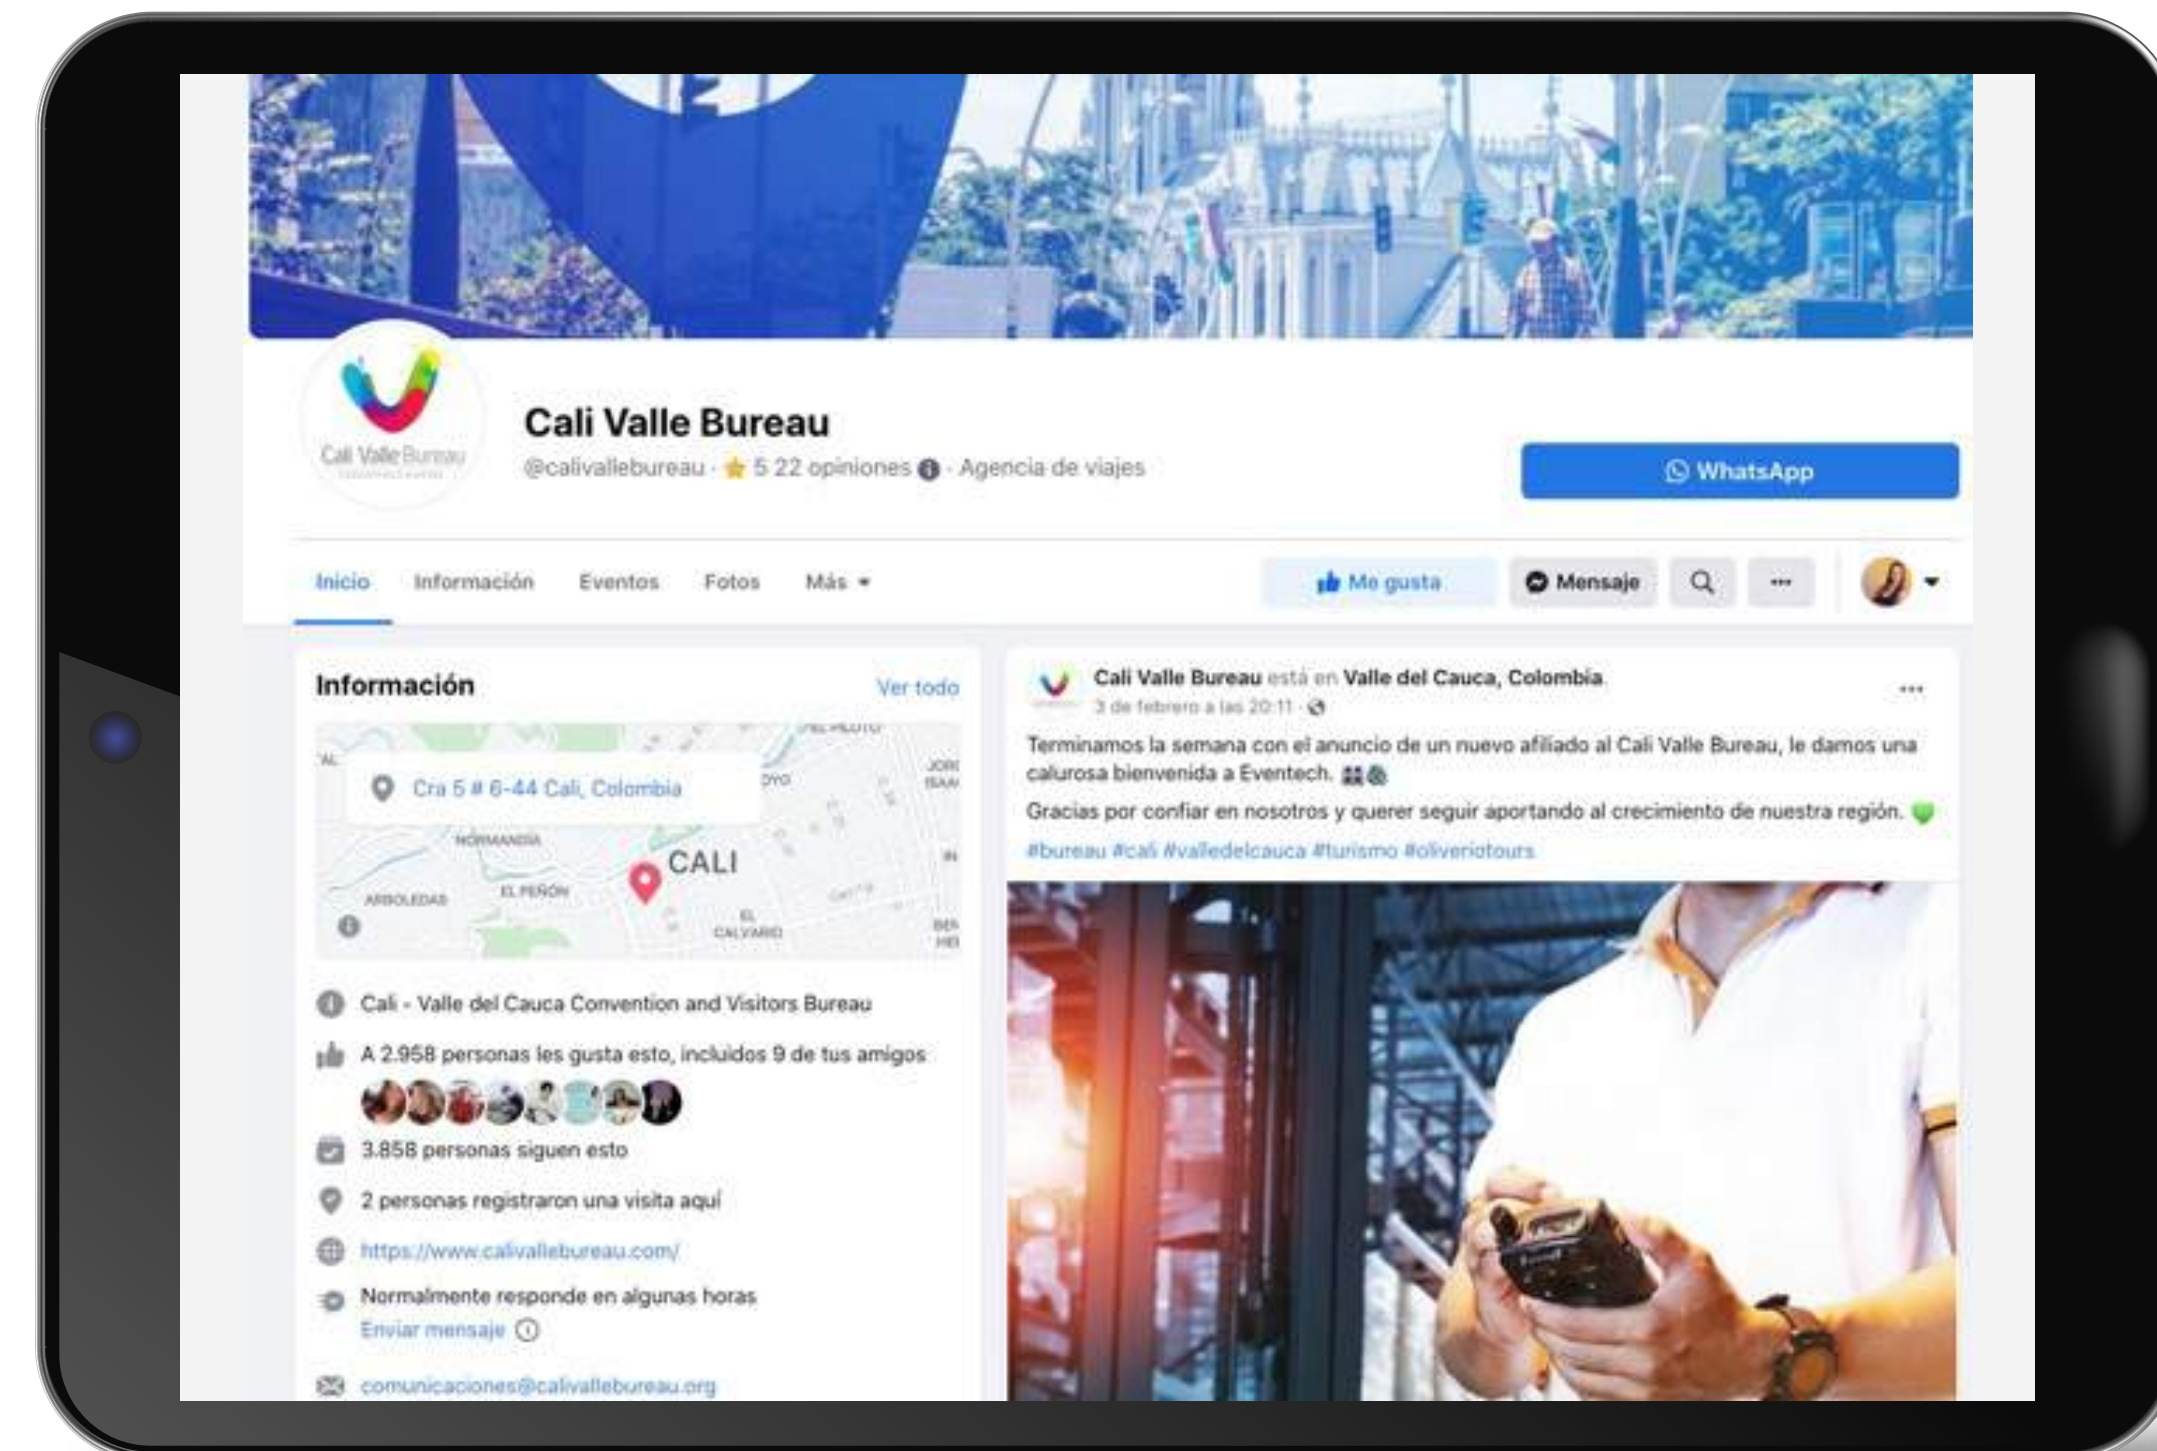 Cali Valle Bureau
Cali Valle Bureau
@calivallebureau · 5 22 opiniones · Agencia de viajes
WhatsApp
Inicio Información Eventos Fotos Más
Me gusta Mensaje
Información Ver todo
Cra 5 # 6-44 Cali, Colombia
NORMANDÍA
CALI
ARBOLEDAS
EL PEÑÓN
EL
CALVARIO
Cali - Valle del Cauca Convention and Visitors Bureau
A 2.958 personas les gusta esto, incluidos 9 de tus amigos
3.858 personas siguen esto
2 personas registraron una visita aquí
https://www.calivallebureau.com/
Normalmente responde en algunas horas
Enviar mensaje
comunicaciones@calivallebureau.org
Cali Valle Bureau está en Valle del Cauca, Colombia.
3 de febrero a las 20:11 ·
Terminamos la semana con el anuncio de un nuevo afiliado al Cali Valle Bureau, le damos una
calurosa bienvenida a Eventech.
Gracias por confiar en nosotros y querer seguir aportando al crecimiento de nuestra región.
#bureau #cali #valledelcauca #turismo #oliveriotours